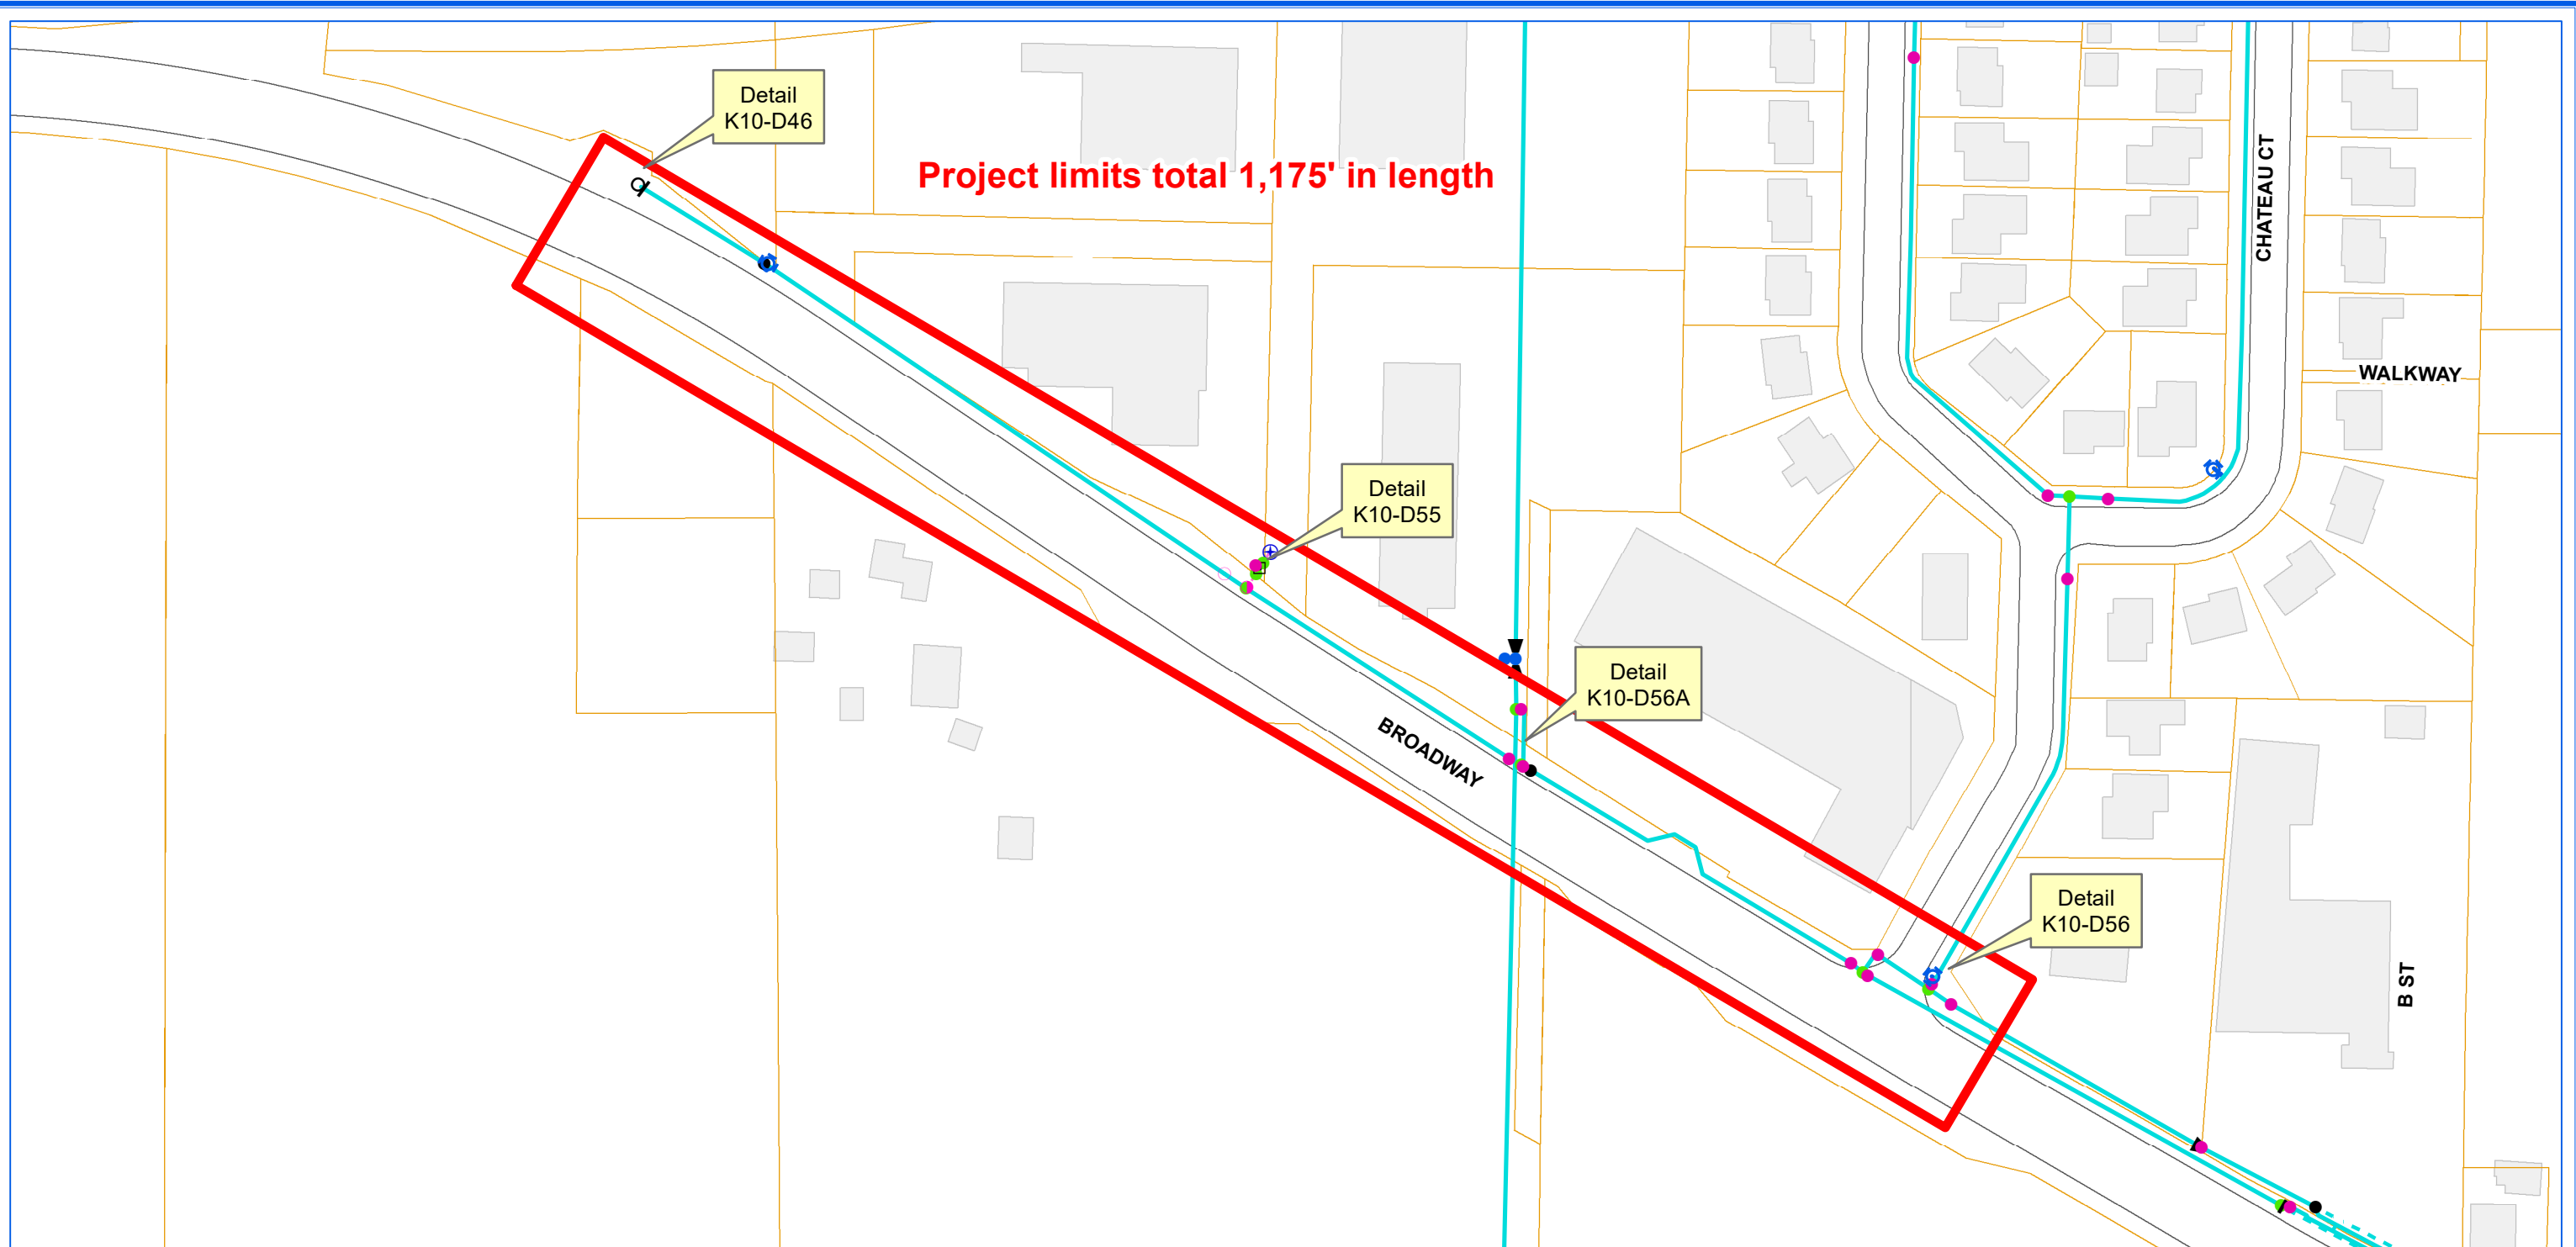 Detail
K10-D46
Project limits total 1,175' in length
CHATEAU CT
WALKWAY
Detail
K10-D55
Detail
K10-D56A
BROADWAY
Detail
K10-D56
B ST